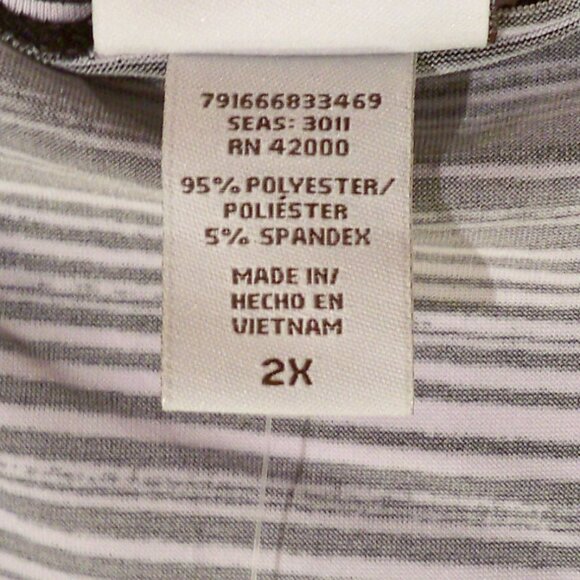 791666833469
SEAS: 3011
RN 42000
95% POLYESTER/
POLIÉSTER
5% SPANDEX
MADE IN/
HECHO EN
VIETNAM
2X